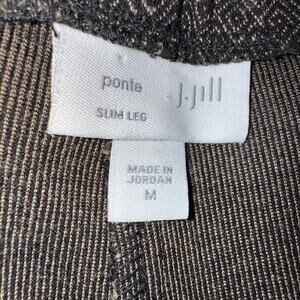 ponte J.Jill
SLIM LEG
MADE IN
JORDAN
M